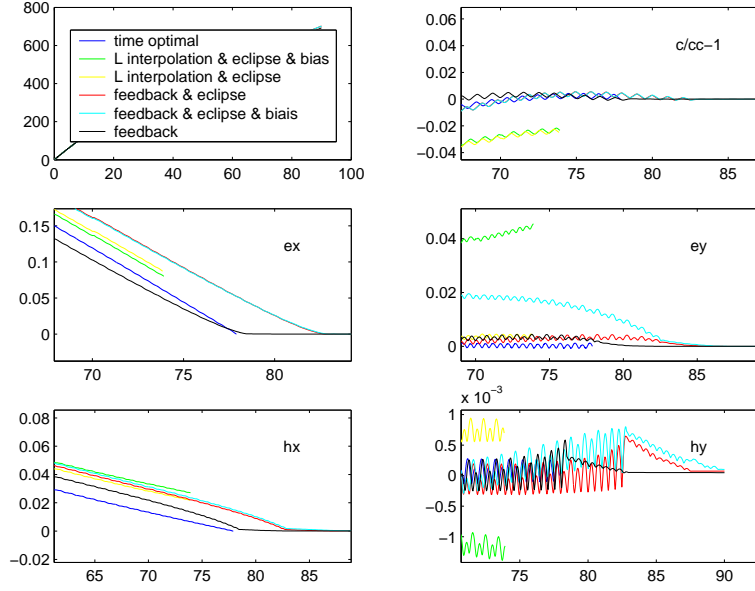 800
600
400
200
0
time optimal
L interpolation & eclipse & bias
L interpolation & eclipse
feedback & eclipse
feedback & eclipse & biais
feedback
0 20 40 60 80 100
0.06
0.04
0.02
0
−0.02
−0.04
c/cc−1
70 75 80 85
0.15
0.1
0.05
0
ex
70 75 80
0.04
0.02
0
ey
70 75 80 85
0.08
0.06
0.04
0.02
0
−0.02
hx
65 70 75 80 85
x 10−3
1
0.5
0
−0.5
−1
hy
75 80 85 90